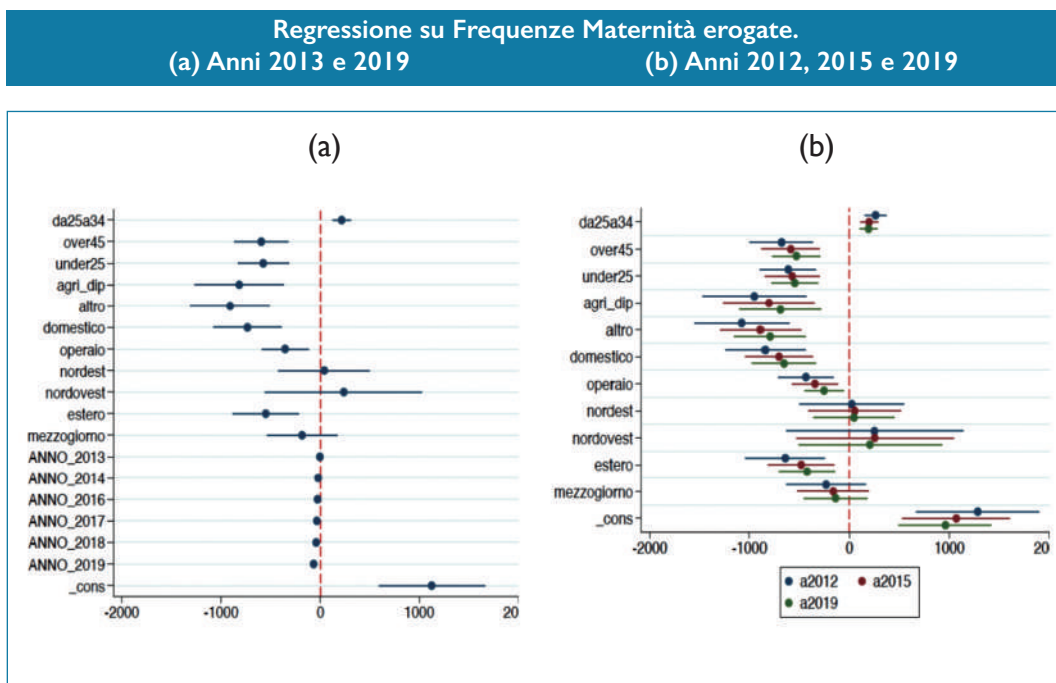 Regressione su Frequenze Maternità erogate.
(a) Anni 2013 e 2019 (b) Anni 2012, 2015 e 2019
(a)
da25a34
over45
under25
agri_dip
altro
domestico
operaio
nordest
nordovest
estero
mezzogiorno
ANNO_2013
ANNO_2014
ANNO_2016
ANNO_2017
ANNO_2018
ANNO_2019
_cons
-2000 -1000 0 1000 20
(b)
da25a34
over45
under25
agri_dip
altro
domestico
operaio
nordest
nordovest
estero
mezzogiorno
_cons
-2000 -1000 0 1000 20
a2012 a2015
a2019